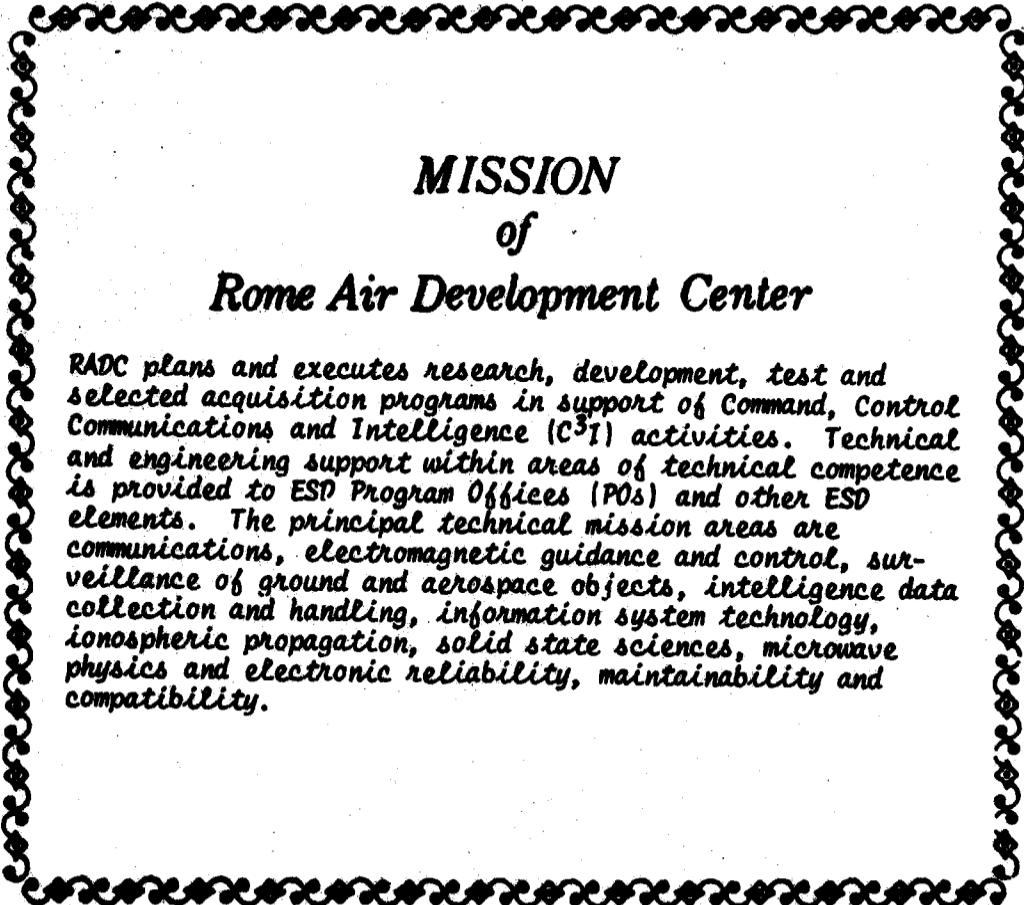 MISSION
of
Rome Air Development Center
RADC plans and executes research, development, test and
selected acquisition programs in support of Command, Control
Communications and Intelligence (C³I) activities. Technical
and engineering support within areas of technical competence
is provided to ESD Program Offices (POs) and other ESD
elements. The principal technical mission areas are
communications, electromagnetic guidance and control, sur-
veillance of ground and aerospace objects, intelligence data
collection and handling, information system technology,
ionospheric propagation, solid state sciences, microwave
physics and electronic reliability, maintainability and
compatibility.